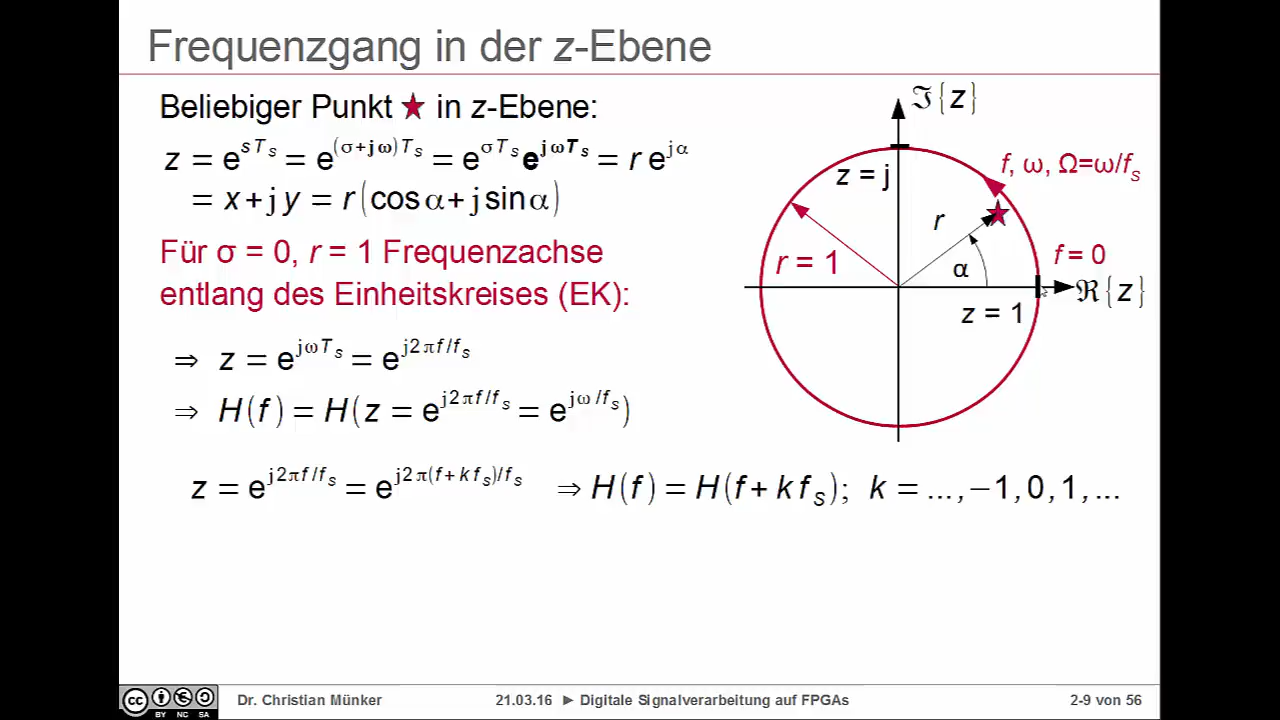 Frequenzgang in der z-Ebene
Beliebiger Punkt ★ in z-Ebene:
z = e^{sT_s} = e^{(σ+jω)T_s} = e^{σT_s} e^{jωT_s} = r e^{jα}
= x + j y = r(cos α + j sin α)
Für σ = 0, r = 1 Frequenzachse
entlang des Einheitskreises (EK):
⇒ z = e^{jωT_s} = e^{j2πf/f_s}
⇒ H(f) = H(z = e^{j2πf/f_s} = e^{jω/f_s})
z = e^{j2πf/f_s} = e^{j2π(f+kf_s)/f_s} ⇒ H(f) = H(f + kf_s); k = ..., −1, 0, 1, ...
ℑ{z}
z = j
f, ω, Ω=ω/f_s
r
r = 1
α
f = 0
ℜ{z}
z = 1
cc BY NC SA
Dr. Christian Münker
21.03.16 ► Digitale Signalverarbeitung auf FPGAs
2-9 von 56